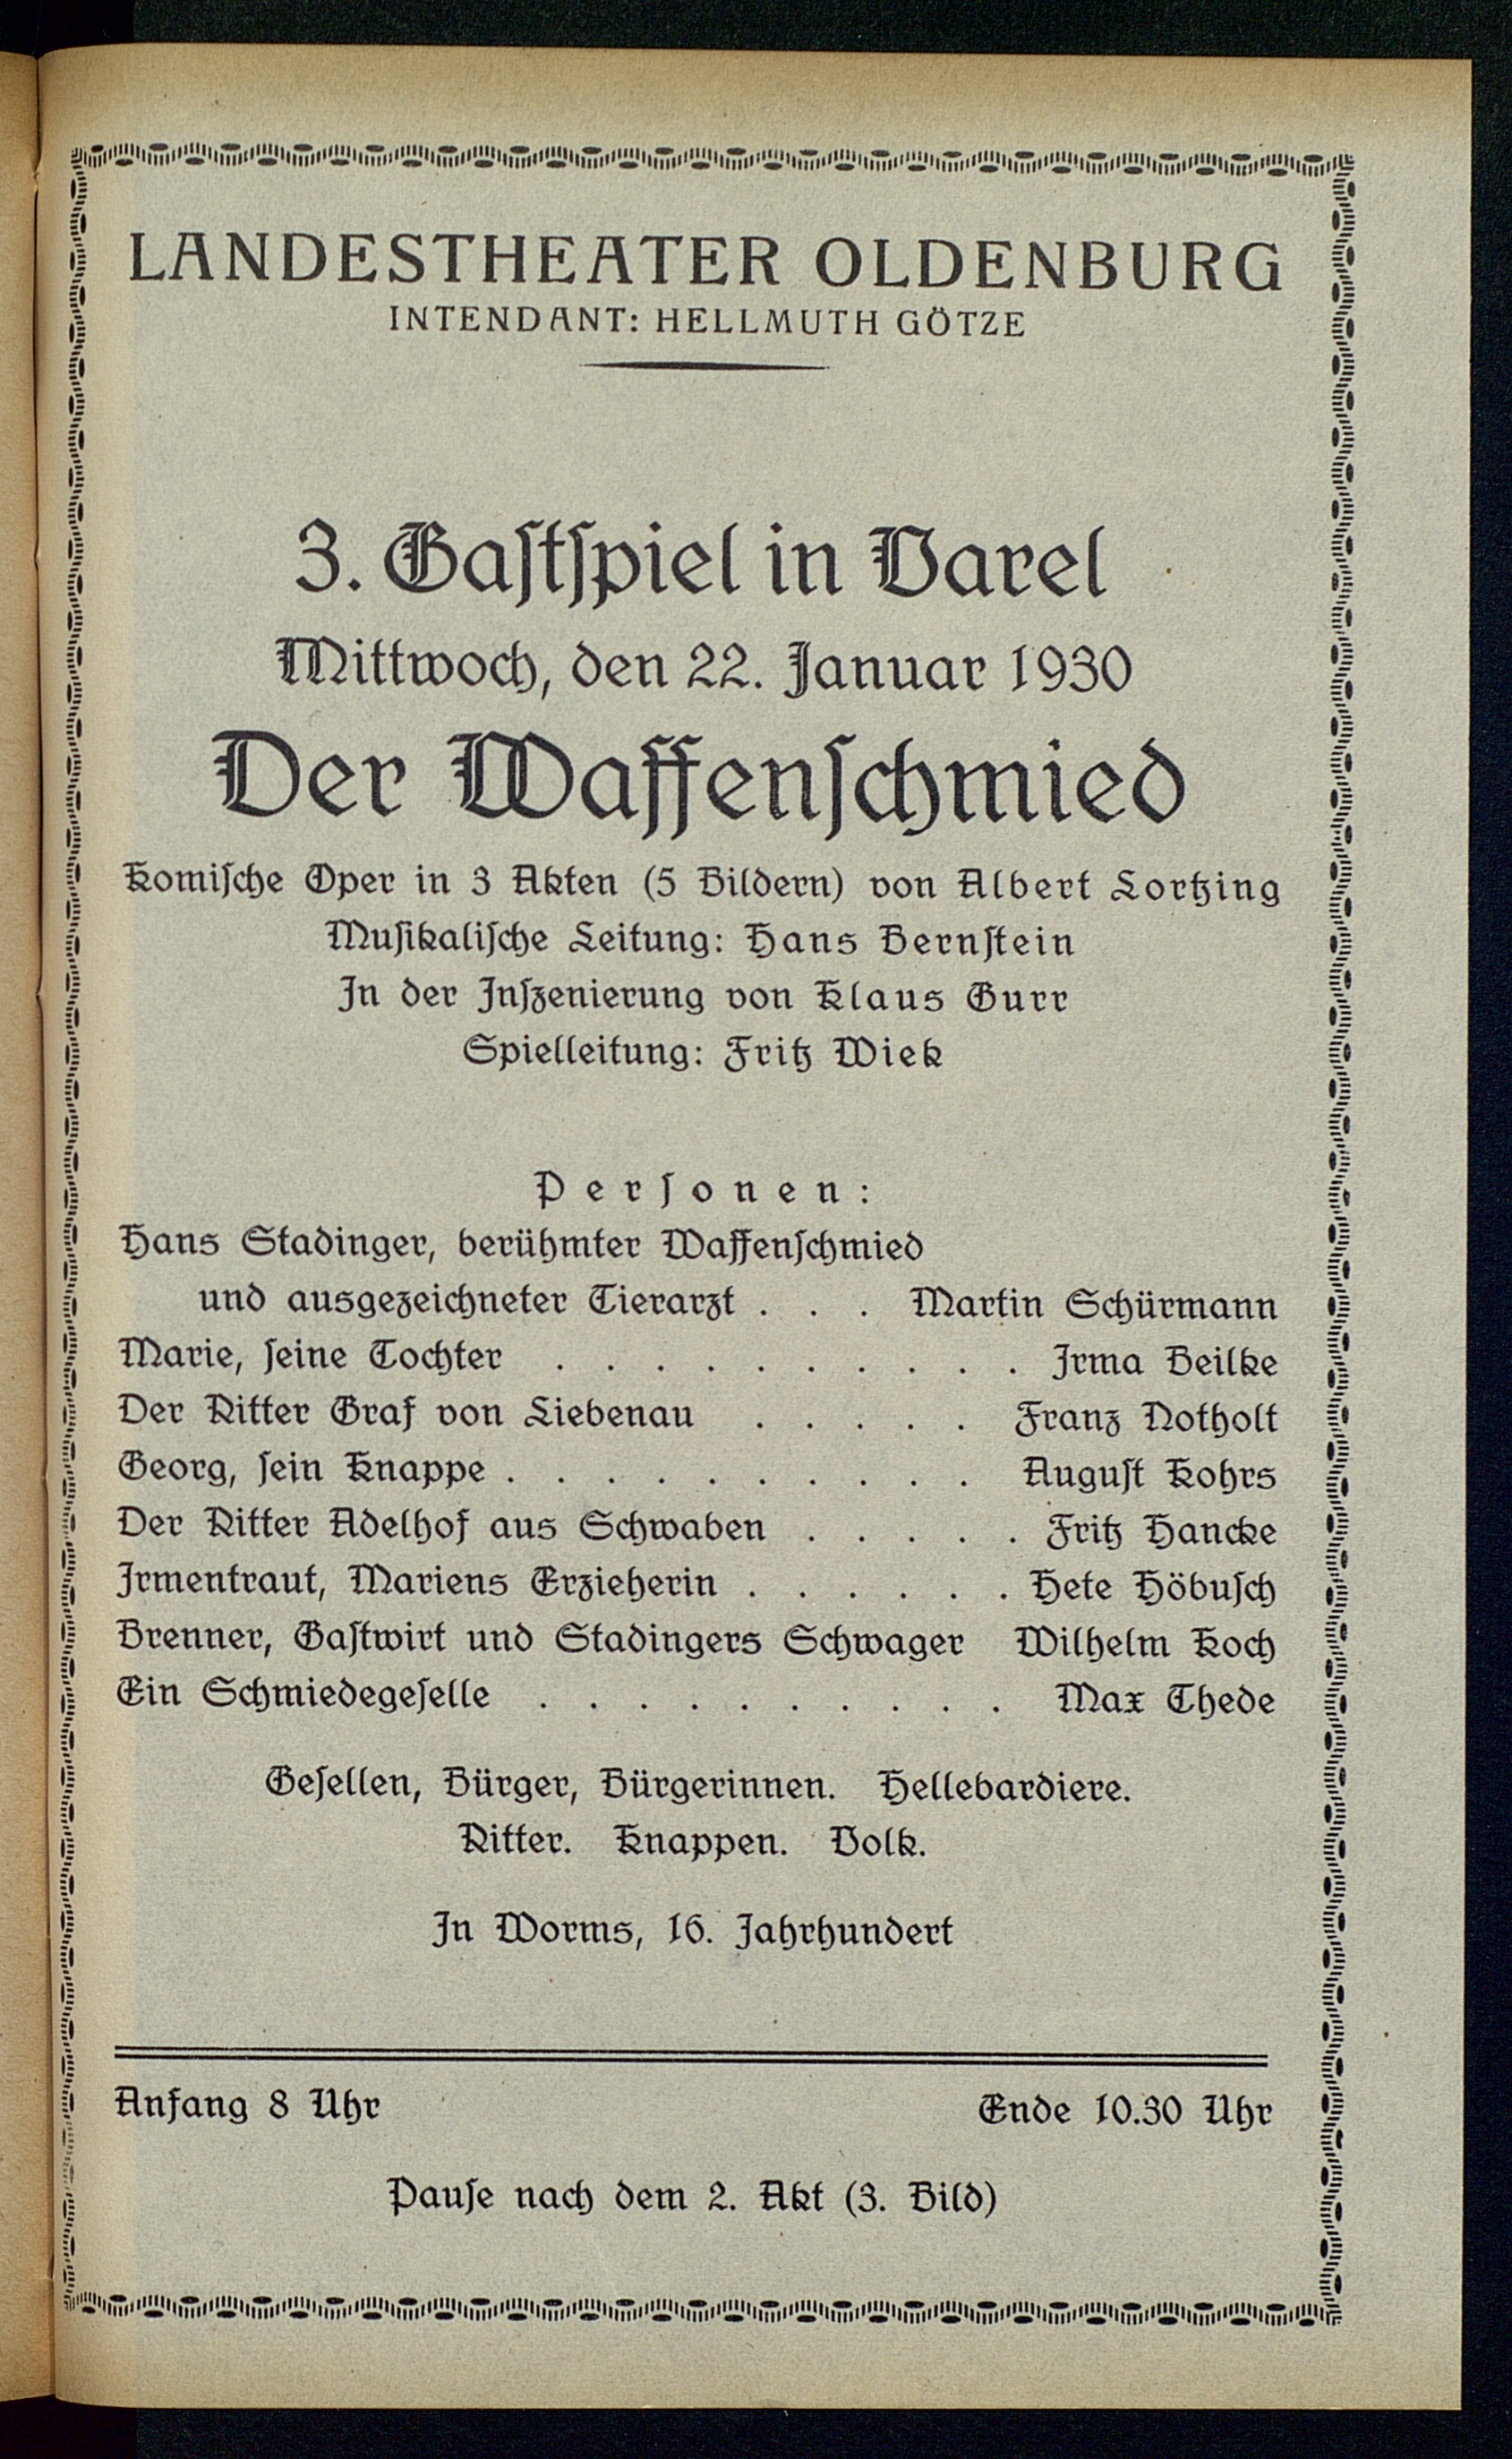 LANDESTHEATER OLDENBURG
INTENDANT: HELLMUTH GÖTZE
3. Gaſtſpiel in Varel
Mittwoch, den 22. Januar 1930
Der Waffenſchmied
Komiſche Oper in 3 Akten (5 Bildern) von Albert Lortzing
Muſikaliſche Leitung: Hans Bernſtein
In der Inſzenierung von Klaus Gurr
Spielleitung: Fritz Wiek
Perſonen:
Hans Stadinger, berühmter Waffenſchmied
und ausgezeichneter Tierarzt . . . Martin Schürmann
Marie, ſeine Tochter . . . . . . . . . . Irma Beilke
Der Ritter Graf von Liebenau . . . . . Franz Notholt
Georg, ſein Knappe . . . . . . . . . . Auguſt Kohrs
Der Ritter Adelhof aus Schwaben . . . . . Fritz Hancke
Irmentraut, Mariens Erzieherin . . . . . . Hete Höbuſch
Brenner, Gaſtwirt und Stadingers Schwager Wilhelm Koch
Ein Schmiedegeſelle . . . . . . . . . . Max Thede
Geſellen, Bürger, Bürgerinnen. Hellebardiere.
Ritter. Knappen. Volk.
In Worms, 16. Jahrhundert
Anfang 8 Uhr Ende 10.30 Uhr
Pauſe nach dem 2. Akt (3. Bild)